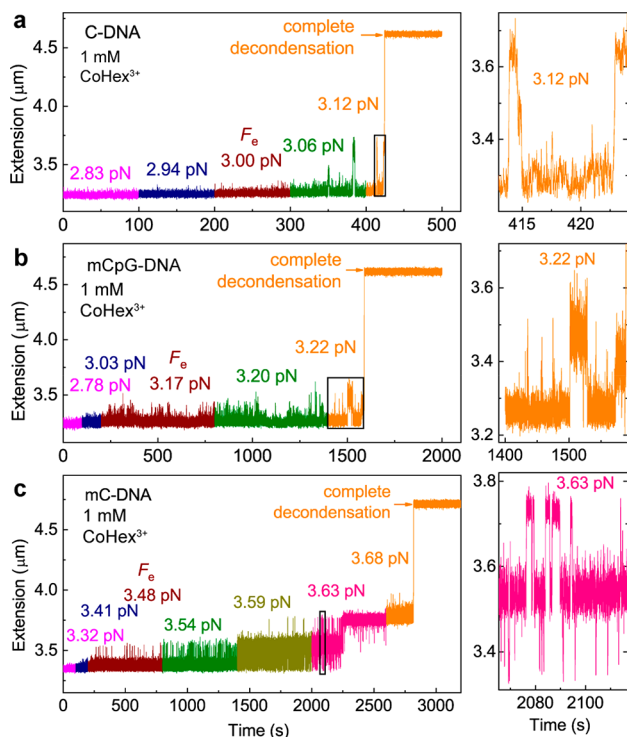 a
C-DNA
1 mM
CoHex³⁺
complete
decondensation
3.12 pN
Fₑ
3.06 pN
3.00 pN
2.94 pN
2.83 pN
4.5
3.75
3.25
0 100 200 300 400 500
Extension (μm)
3.12 pN
3.6
3.4
415 420
b
mCpG-DNA
1 mM
CoHex³⁺
complete
decondensation
3.22 pN
Fₑ
3.20 pN
3.03 pN
3.17 pN
2.78 pN
4.5
3.5
0 500 1000 1500 2000
Extension (μm)
3.22 pN
3.6
3.4
3.2
1400 1500
c
mC-DNA
1 mM
CoHex³⁺
complete
decondensation
3.68 pN
Fₑ
3.63 pN
3.48 pN
3.59 pN
3.41 pN
3.54 pN
3.32 pN
4.5
3.5
0 500 1000 1500 2000 2500 3000
Extension (μm)
Time (s)
3.63 pN
3.8
3.7
3.6
3.5
3.4
2080 2100
Time (s)